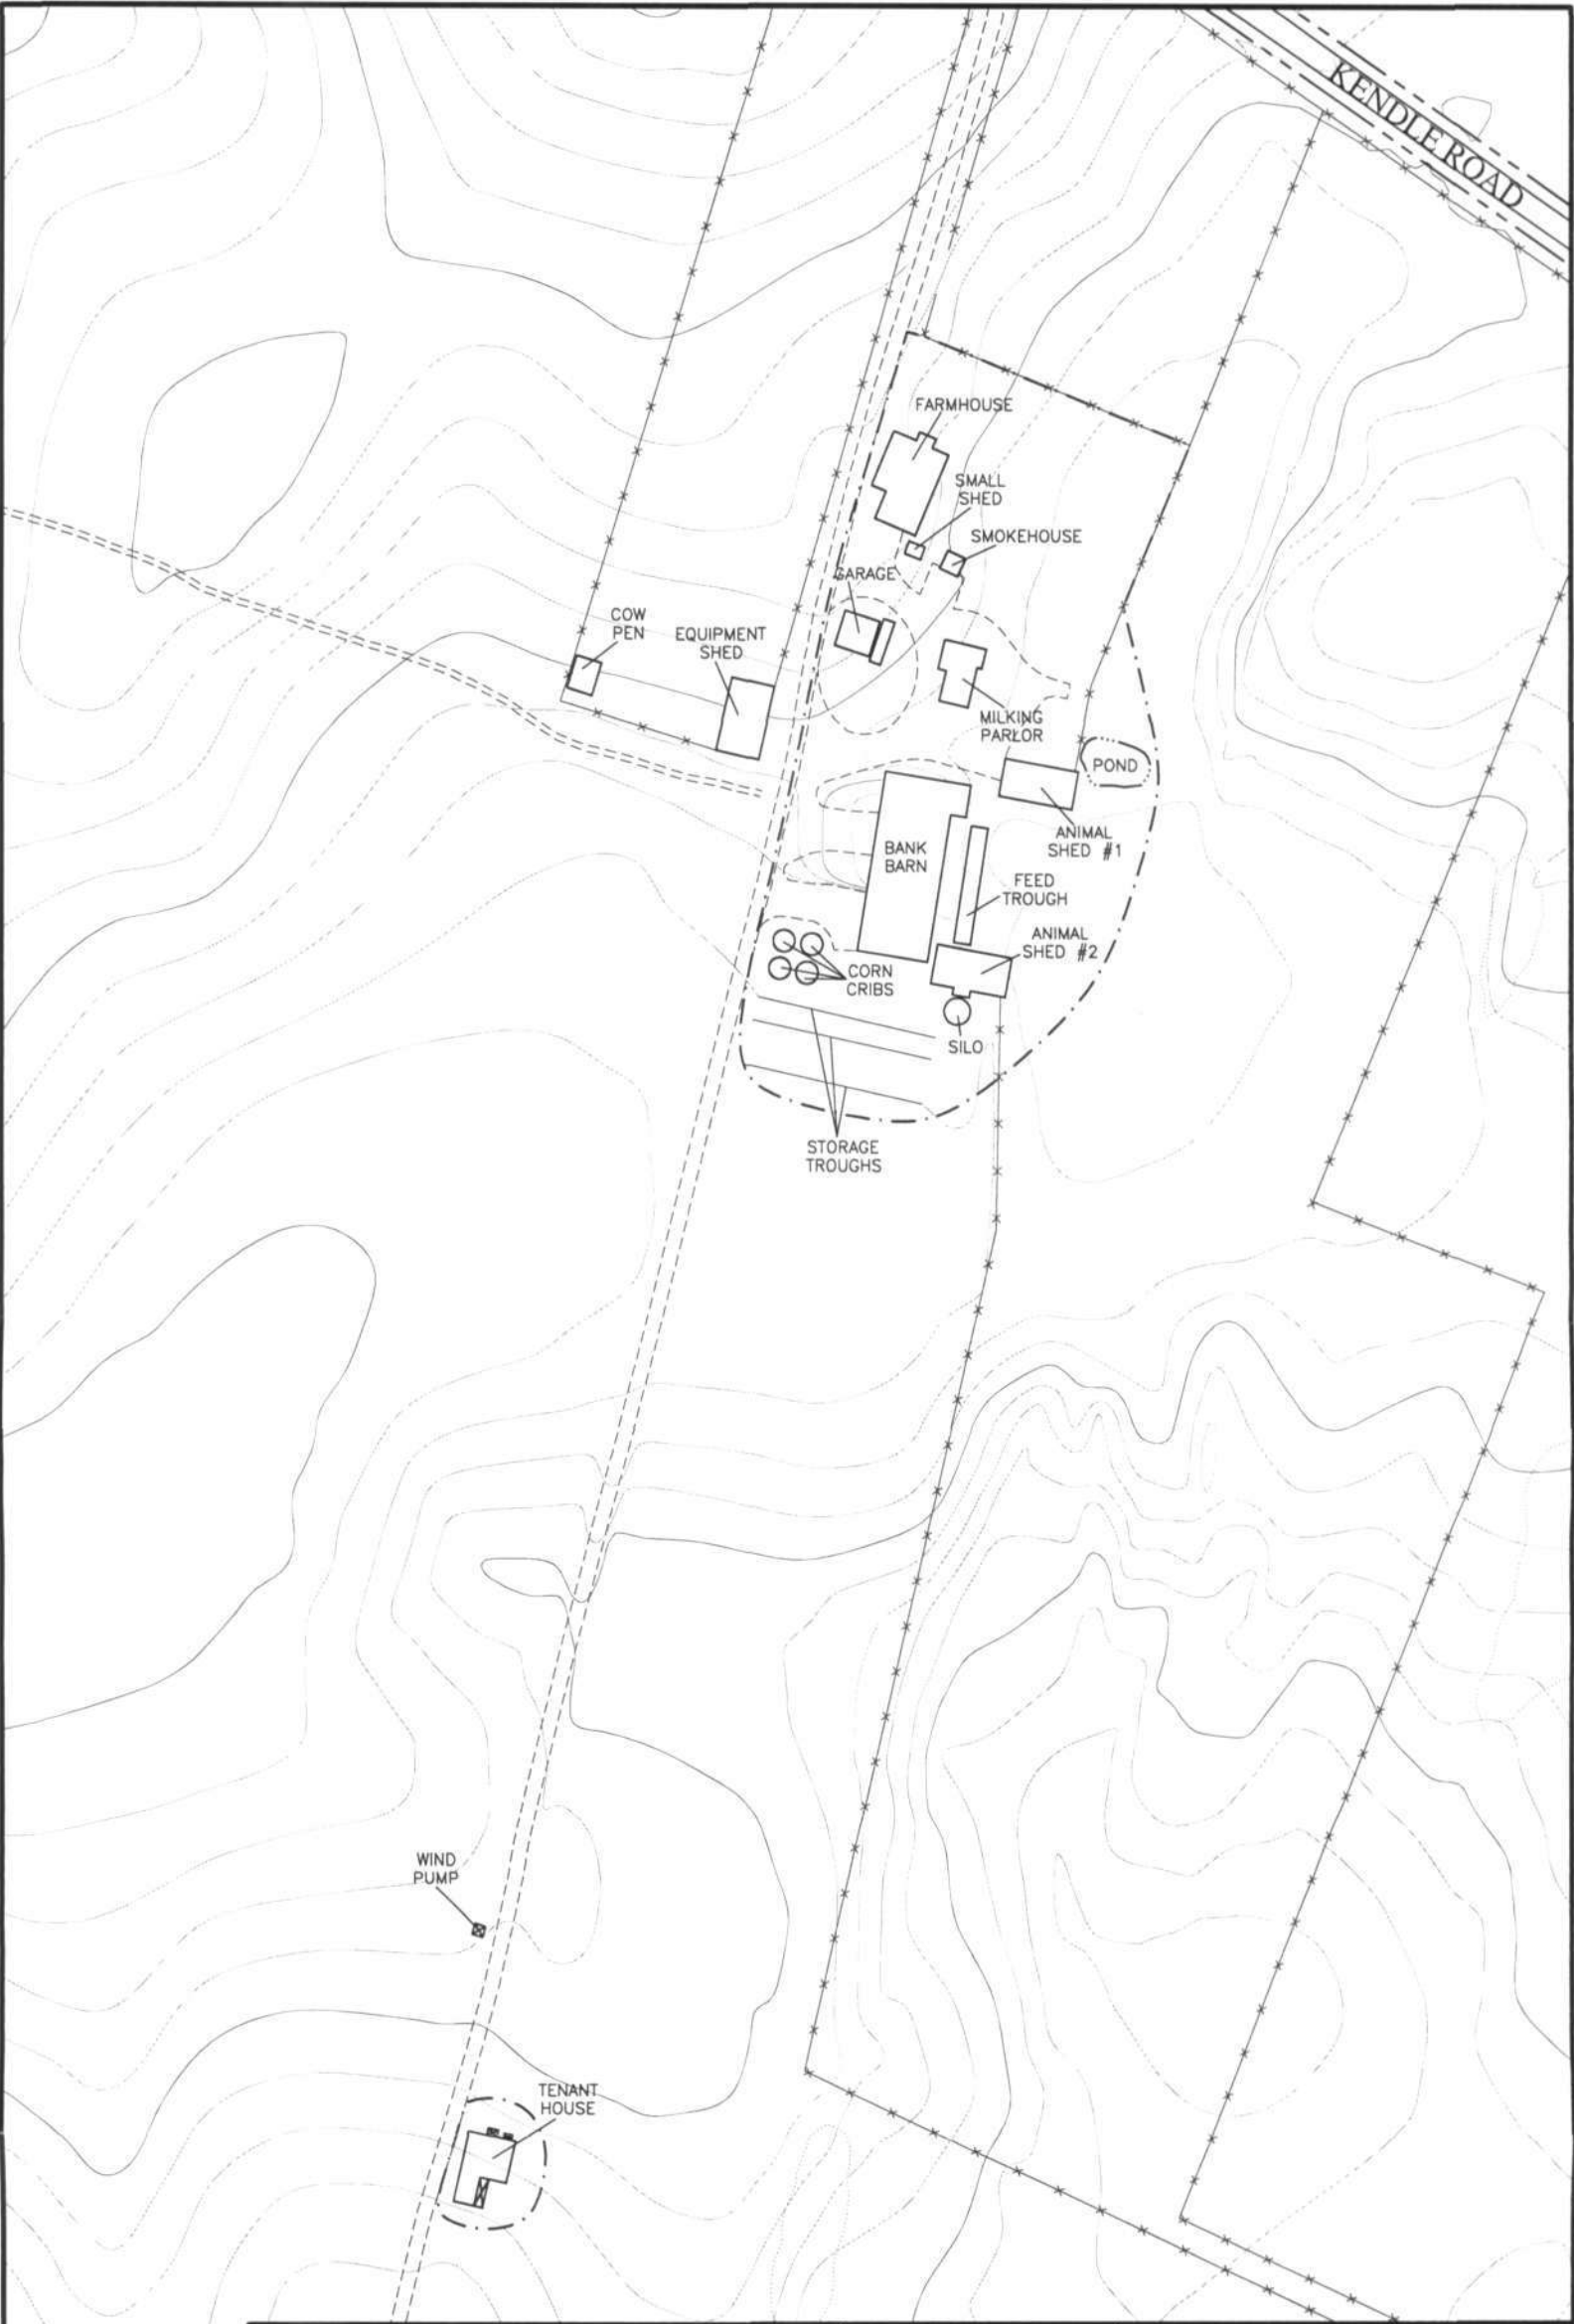 KENDLE ROAD
FARMHOUSE
SMALL
SHED
SMOKEHOUSE
GARAGE
COW
PEN
EQUIPMENT
SHED
MILKING
PARLOR
POND
ANIMAL
SHED #1
BANK
BARN
FEED
TROUGH
ANIMAL
SHED #2
CORN
CRIBS
SILO
STORAGE
TROUGHS
WIND
PUMP
TENANT
HOUSE